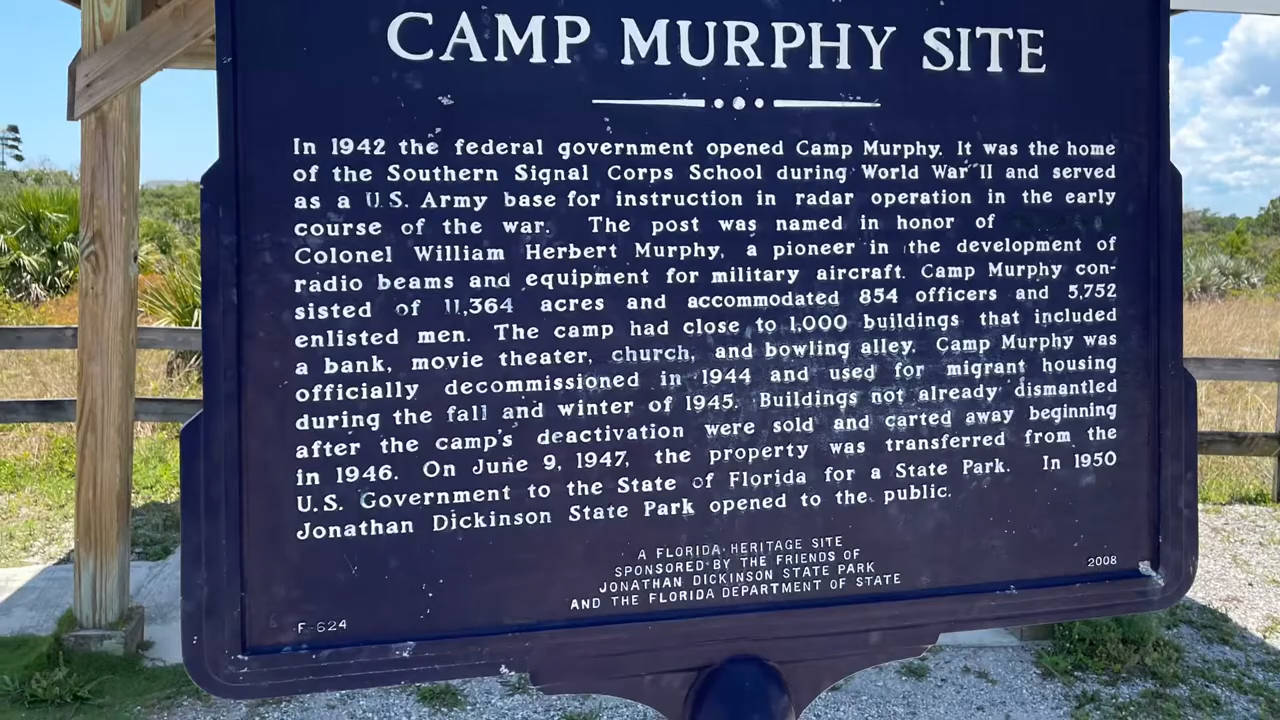 CAMP MURPHY SITE
In 1942 the federal government opened Camp Murphy. It was the home
of the Southern Signal Corps School during World War II and served
as a U.S. Army base for instruction in radar operation in the early
course of the war. The post was named in honor of
Colonel William Herbert Murphy, a pioneer in the development of
radio beams and equipment for military aircraft. Camp Murphy con-
sisted of 11,364 acres and accommodated 854 officers and 5,752
enlisted men. The camp had close to 1,000 buildings that included
a bank, movie theater, church, and bowling alley. Camp Murphy was
officially decommissioned in 1944 and used for migrant housing
during the fall and winter of 1945. Buildings not already dismantled
after the camp's deactivation were sold and carted away beginning
in 1946. On June 9, 1947, the property was transferred from the
U.S. Government to the State of Florida for a State Park. In 1950
Jonathan Dickinson State Park opened to the public.
A FLORIDA HERITAGE SITE
SPONSORED BY THE FRIENDS OF
JONATHAN DICKINSON STATE PARK
AND THE FLORIDA DEPARTMENT OF STATE
F-624
2008